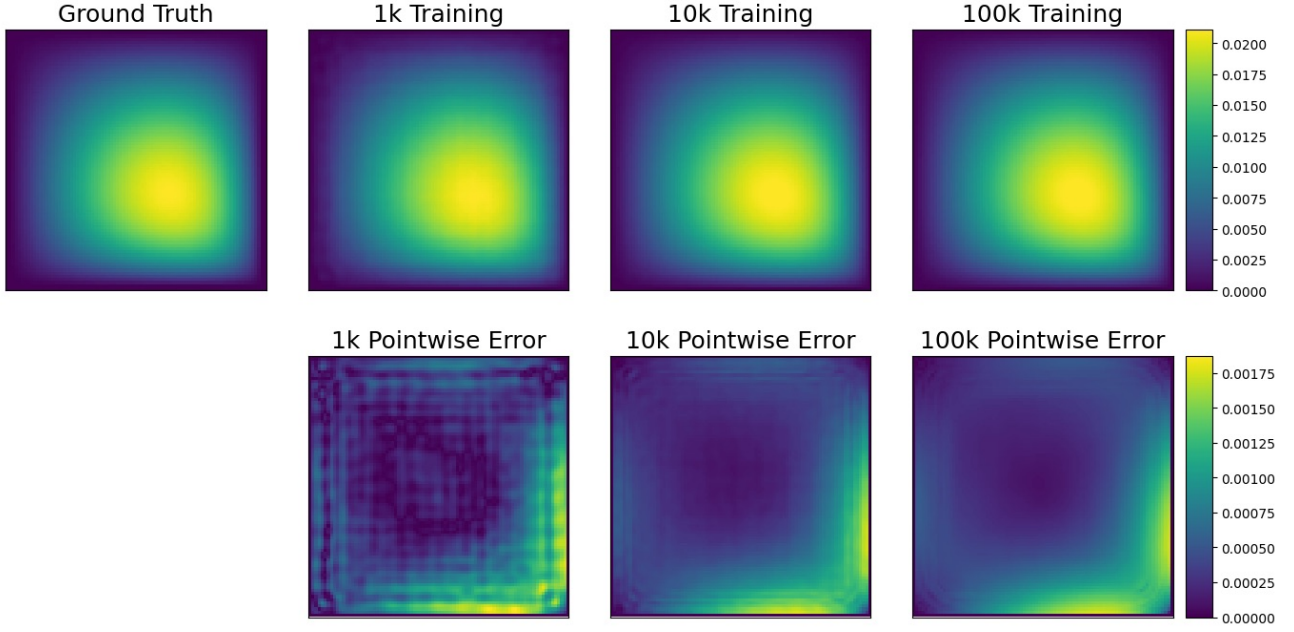 Ground Truth
1k Training
10k Training
100k Training
0.0200
0.0175
0.0150
0.0125
0.0100
0.0075
0.0050
0.0025
0.0000
1k Pointwise Error
10k Pointwise Error
100k Pointwise Error
0.00175
0.00150
0.00125
0.00100
0.00075
0.00050
0.00025
0.00000